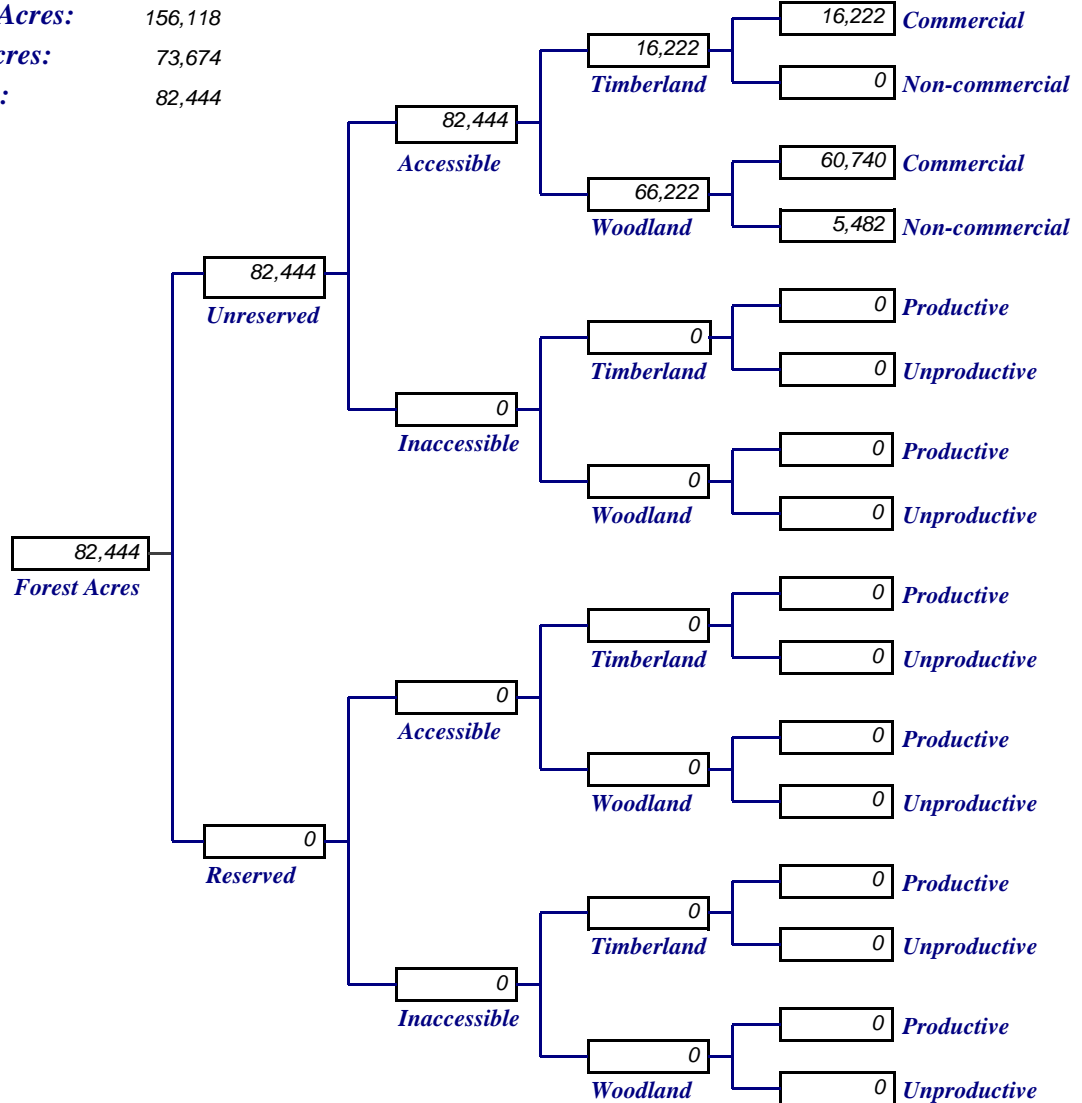 Acres: 156,118
cres: 73,674
: 82,444
16,222 Commercial
16,222
Timberland
0 Non-commercial
82,444
Accessible
60,740 Commercial
66,222
Woodland
5,482 Non-commercial
82,444
Unreserved
0 Productive
0
Timberland
0 Unproductive
0
Inaccessible
0 Productive
0
Woodland
0 Unproductive
82,444
Forest Acres
0 Productive
0
Timberland
0 Unproductive
0
Accessible
0 Productive
0
Woodland
0 Unproductive
0
Reserved
0 Productive
0
Timberland
0 Unproductive
0
Inaccessible
0 Productive
0
Woodland
0 Unproductive